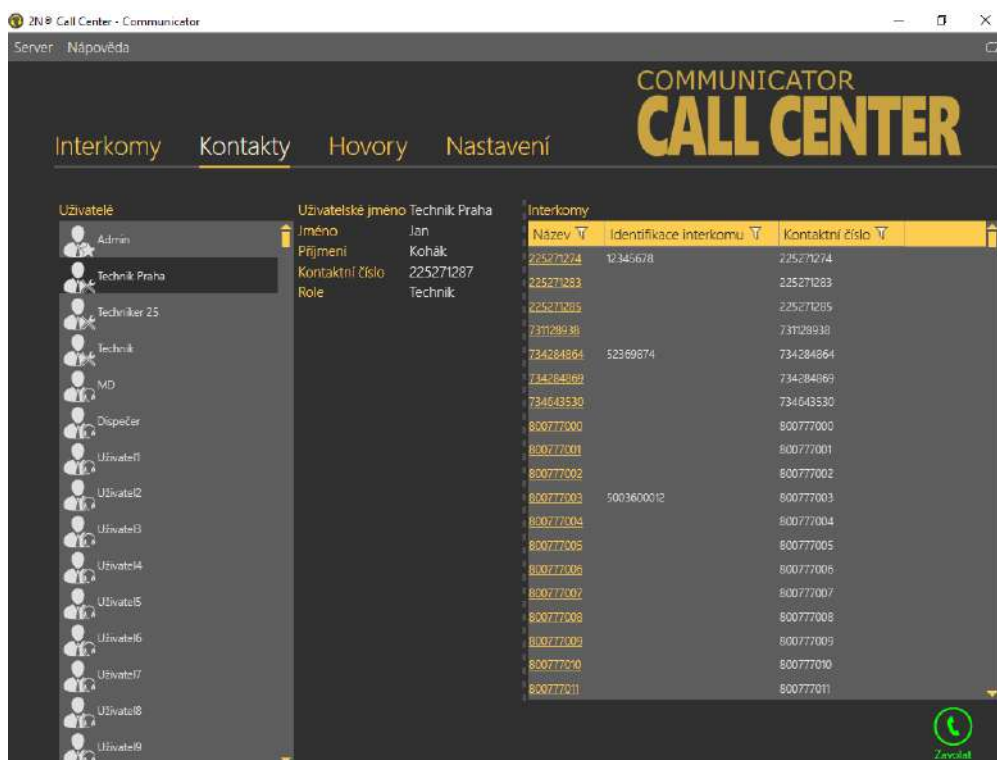 2N® Call Center - Communicator
Server Nápověda
COMMUNICATOR
CALL CENTER
Interkomy Kontakty Hovory Nastavení
Uživatelé
Admin
Technik Praha
Techniker 25
Technik
MD
Dispečer
Uživatel1
Uživatel2
Uživatel3
Uživatel4
Uživatel5
Uživatel6
Uživatel7
Uživatel8
Uživatel9
Uživatelské jméno Technik Praha
Jméno Jan
Příjmení Kohák
Kontaktní číslo 225271287
Role Technik
Interkomy
Název Identifikace interkomu Kontaktní číslo
225271274 12345678 225271274
225271283 225271283
225271285 225271285
731128938 731128938
734284864 52369874 734284864
734284869 734284869
734643530 734643530
800777000 800777000
800777001 800777001
800777002 800777002
800777003 5003600012 800777003
800777004 800777004
800777005 800777005
800777006 800777006
800777007 800777007
800777008 800777008
800777009 800777009
800777010 800777010
800777011 800777011
Zavolat